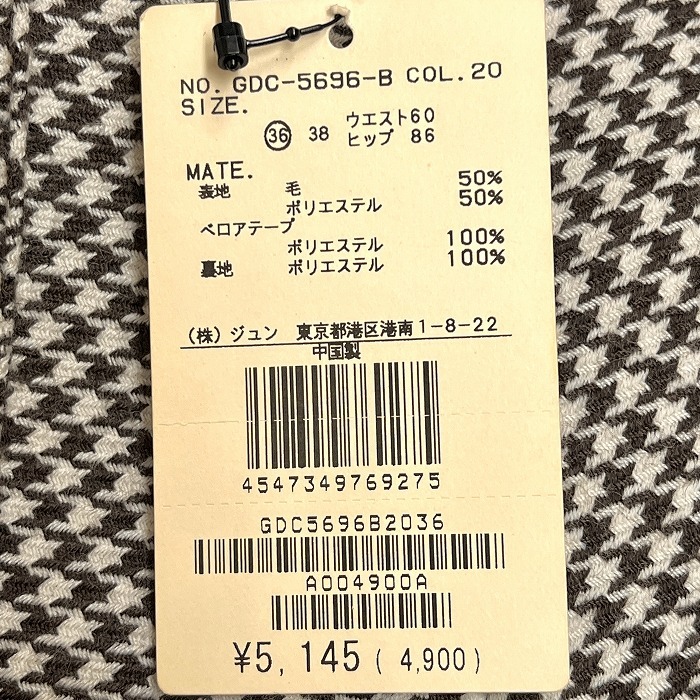 NO. GDC-5696-B COL.20
SIZE.
㊱ 38 ウエスト60
ヒップ 86
MATE.
表地 毛 50%
ポリエステル 50%
ベロアテープ
ポリエステル 100%
裏地 ポリエステル 100%
(株) ジュン 東京都港区港南1-8-22
中国製
4547349769275
GDC5696B2036
A004900A
¥5,145 ( 4,900 )